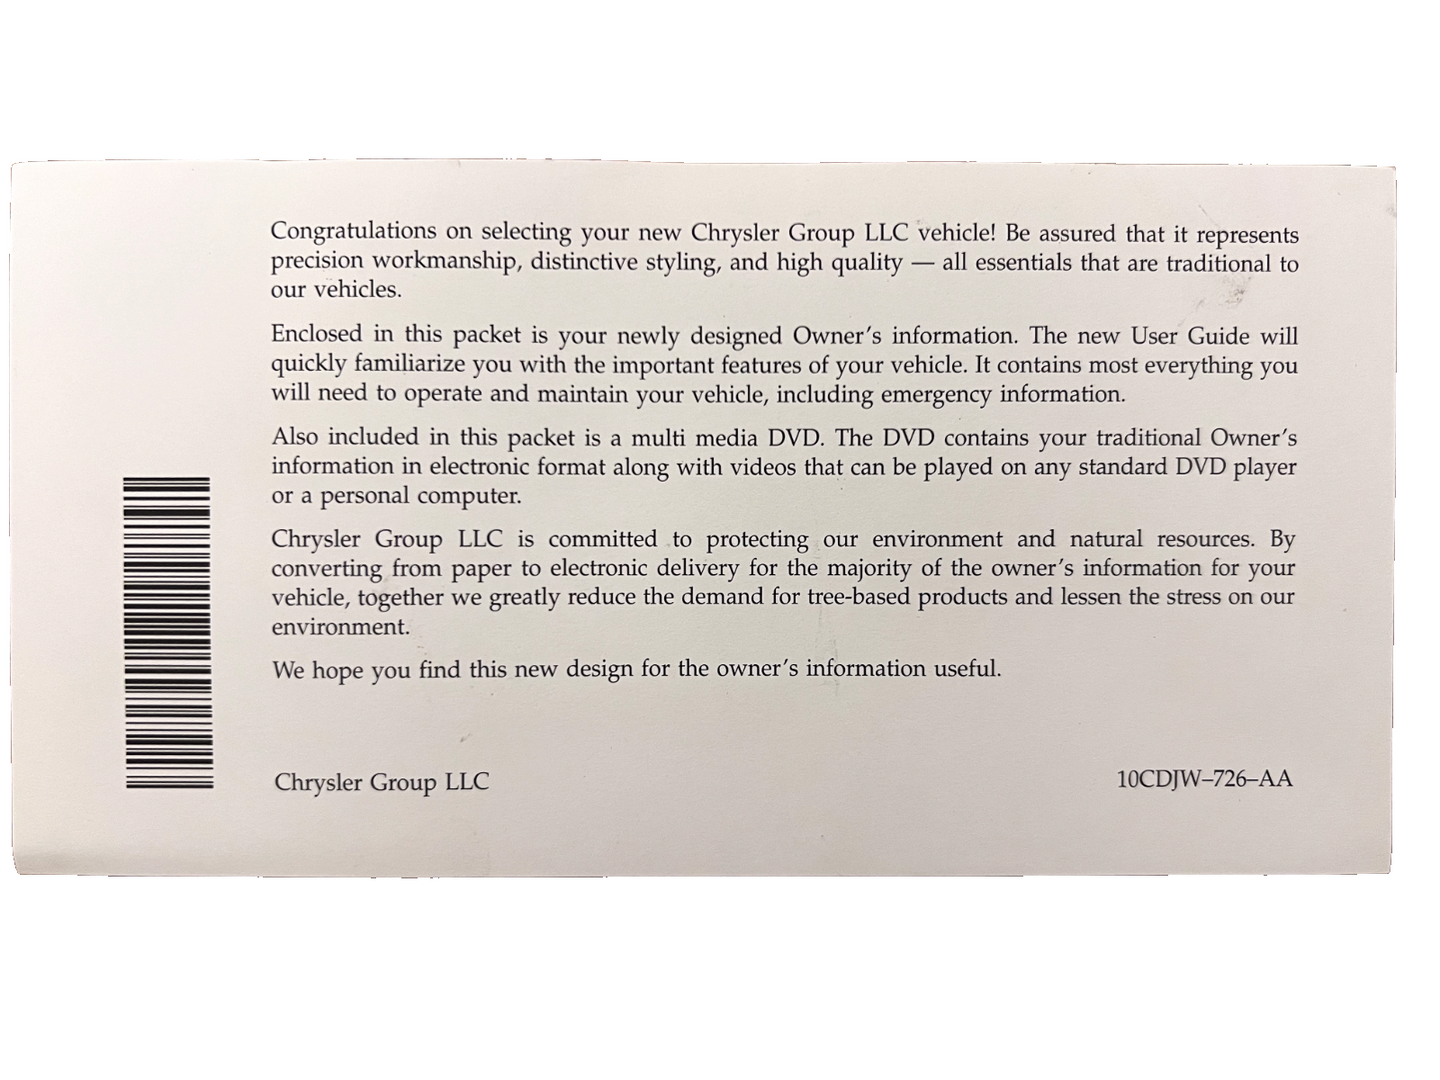 Congratulations on selecting your new Chrysler Group LLC vehicle! Be assured that it represents
precision workmanship, distinctive styling, and high quality — all essentials that are traditional to
our vehicles.
Enclosed in this packet is your newly designed Owner's information. The new User Guide will
quickly familiarize you with the important features of your vehicle. It contains most everything you
will need to operate and maintain your vehicle, including emergency information.
Also included in this packet is a multi media DVD. The DVD contains your traditional Owner's
information in electronic format along with videos that can be played on any standard DVD player
or a personal computer.
Chrysler Group LLC is committed to protecting our environment and natural resources. By
converting from paper to electronic delivery for the majority of the owner's information for your
vehicle, together we greatly reduce the demand for tree-based products and lessen the stress on our
environment.
We hope you find this new design for the owner's information useful.
Chrysler Group LLC
10CDJW–726–AA